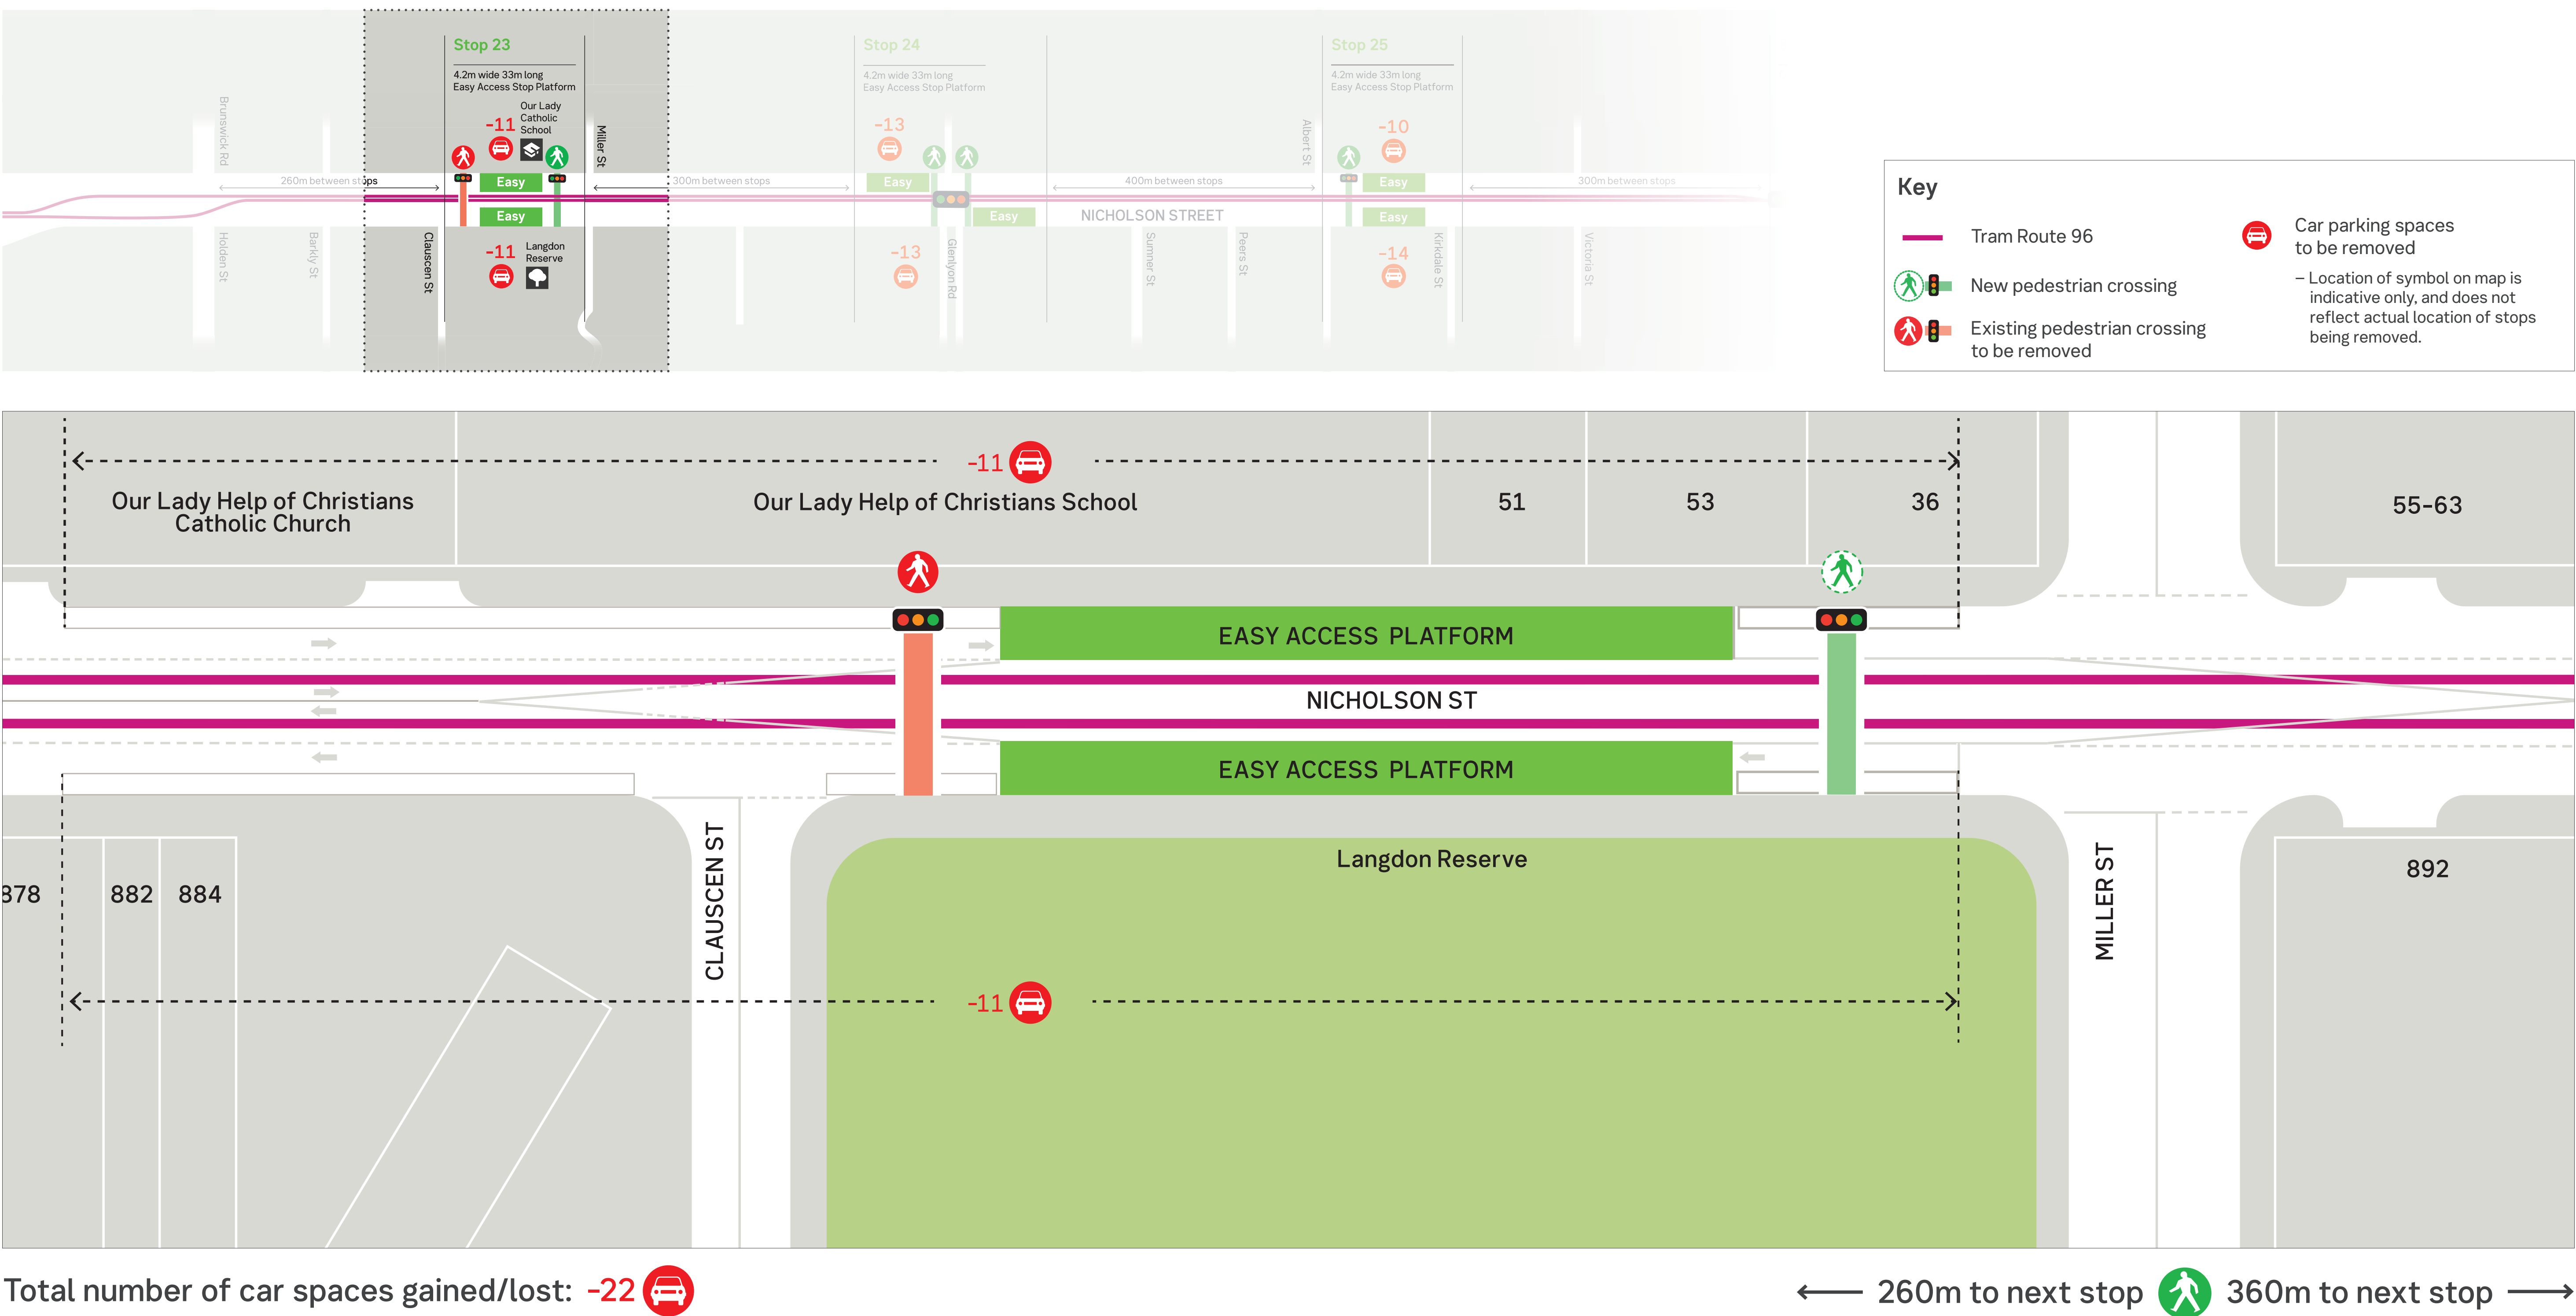 Stop 23
4.2m wide 33m long
Easy Access Stop Platform
Our Lady
Catholic
School
-11
Miller St
Brunswick Rd
260m between stops
Easy
Easy
300m between stops
Holden St
Barkly St
Clauscen St
-11
Langdon
Reserve
Stop 24
4.2m wide 33m long
Easy Access Stop Platform
-13
Easy
Easy
400m between stops
NICHOLSON STREET
-13
Glenlyon Rd
Sumner St
Peers St
Stop 25
4.2m wide 33m long
Easy Access Stop Platform
Albert St
-10
Easy
Easy
300m between stops
-14
Kirkdale St
Victoria St
Key
Tram Route 96
New pedestrian crossing
Existing pedestrian crossing
to be removed
Car parking spaces
to be removed
– Location of symbol on map is
indicative only, and does not
reflect actual location of stops
being removed.
-11
Our Lady Help of Christians
Catholic Church
Our Lady Help of Christians School
51
53
36
55-63
EASY ACCESS PLATFORM
NICHOLSON ST
EASY ACCESS PLATFORM
CLAUSCEN ST
Langdon Reserve
MILLER ST
878
882
884
892
-11
Total number of car spaces gained/lost: -22
260m to next stop
360m to next stop